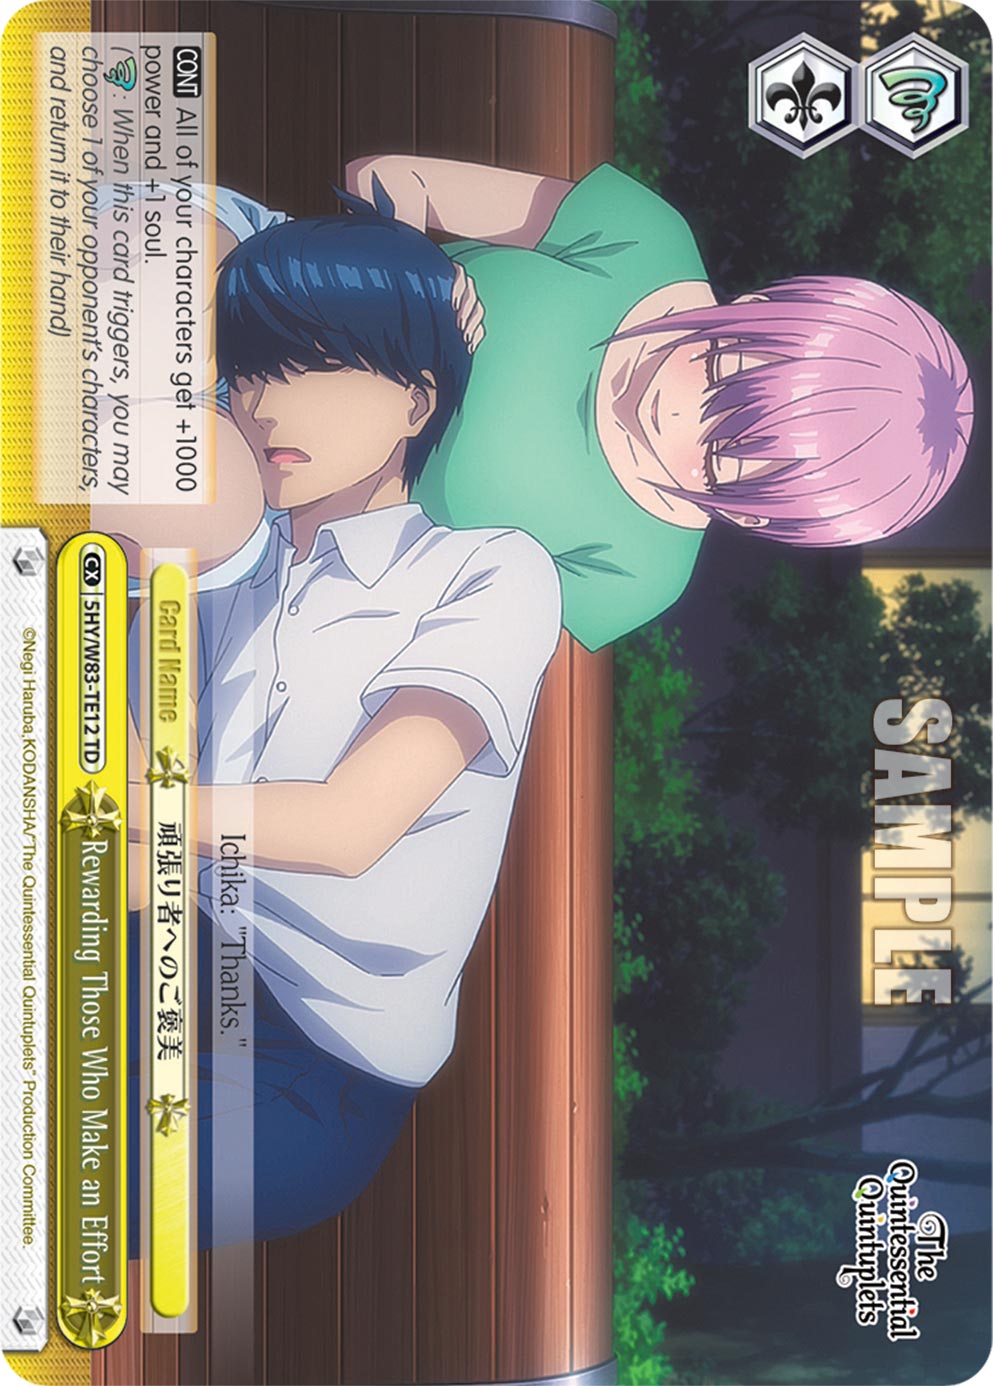 CONT All of your characters get +1000
power and +1 soul.
( : When this card triggers, you may
choose 1 of your opponent's characters,
and return it to their hand)
SAMPLE
The
Quintessential
Quintuplets
Ichika: "Thanks."
Card Name 頑張り者へのご褒美
CX 5HY/W83-TE12 TD Rewarding Those Who Make an Effort
©Negi Haruba,KODANSHA/"The Quintessential Quintuplets" Production Committee.